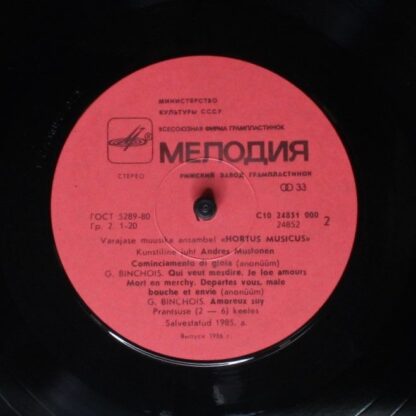 МИНИСТЕРСТВО
КУЛЬТУРЫ СССР
ВСЕСОЮЗНАЯ ФИРМА ГРАМПЛАСТИНОК
МЕЛОДИЯ
СТЕРЕО
РИЖСКИЙ ЗАВОД ГРАМПЛАСТИНОК
33
ГОСТ 5289-80
Гр. 2. 1-20
С10 24851 000
24852
2
Varajase muusika ansambel «HORTUS MUSICUS»
Kunstiline juht Andres Mustonen
Cominciamento di gioia (anonüüm)
G. BINCHOIS. Qui veut mesdire. Je loe amours
Mort en merchy. Departes vous, male
bouche et envie (anonüüm)
G. BINCHOIS. Amoreux suy
Prantsuse (2 — 6) keeles
Salvestatud 1985. a.
Выпуск 1986 г.